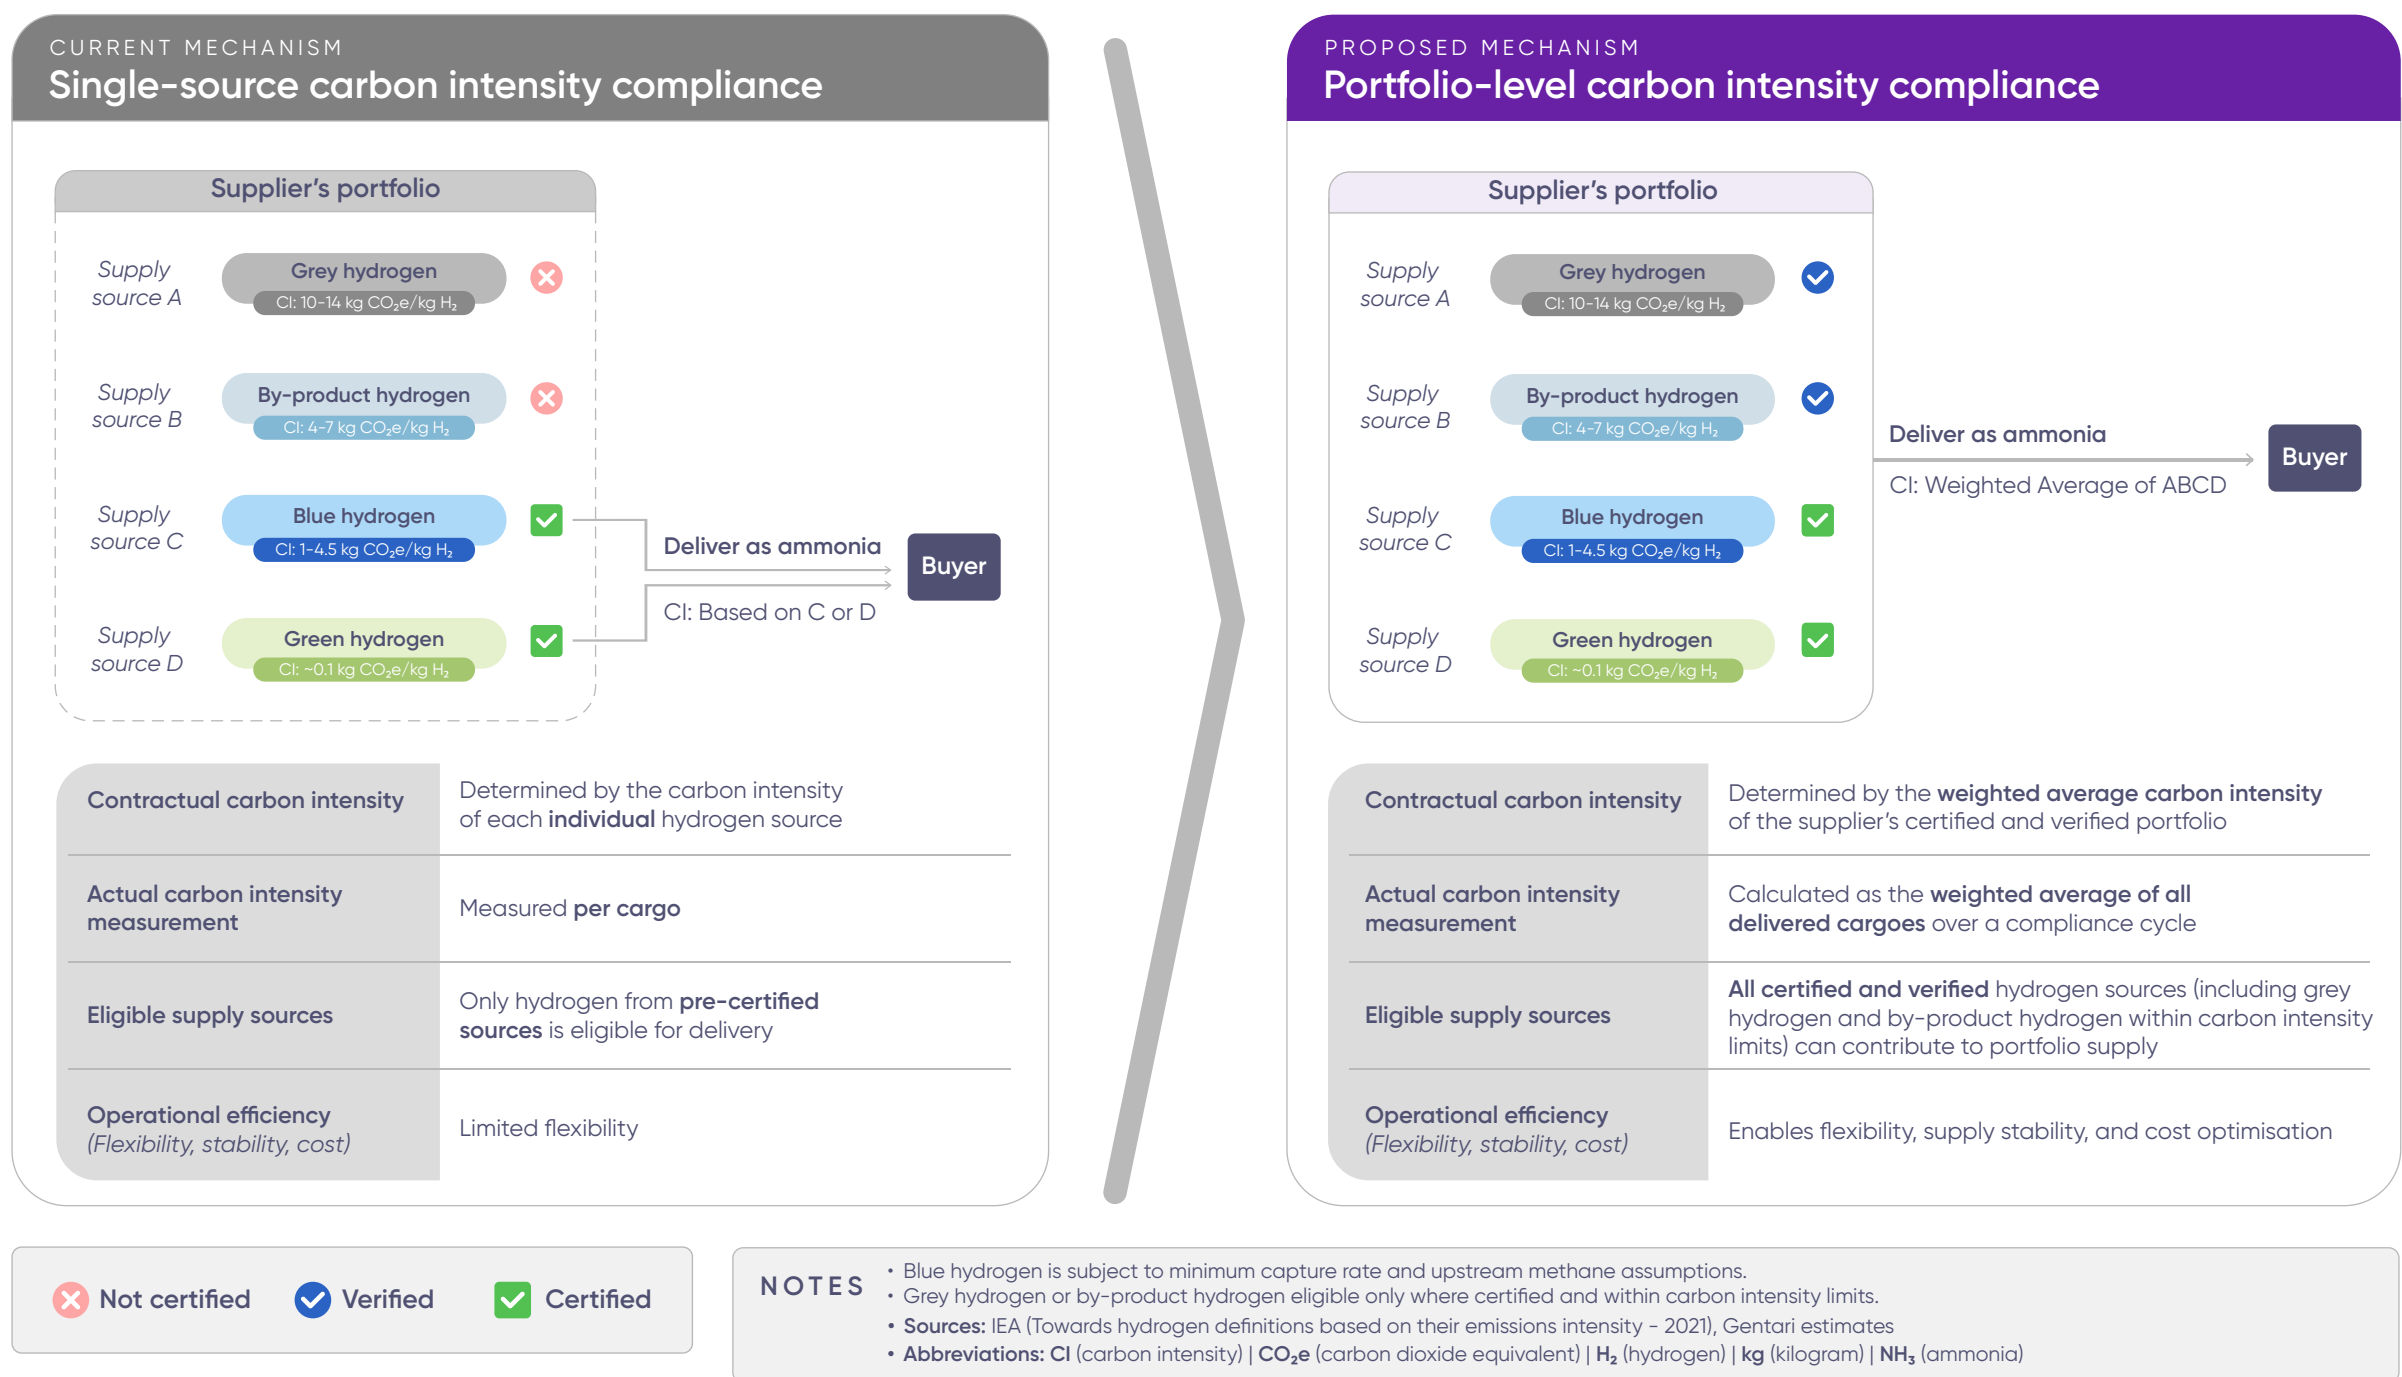 CURRENT MECHANISM
Single-source carbon intensity compliance
Supplier's portfolio
Supply
source A
Grey hydrogen
CI: 10-14 kg CO₂e/kg H₂
Supply
source B
By-product hydrogen
CI: 4-7 kg CO₂e/kg H₂
Supply
source C
Blue hydrogen
CI: 1-4.5 kg CO₂e/kg H₂
Supply
source D
Green hydrogen
CI: ~0.1 kg CO₂e/kg H₂
Deliver as ammonia
CI: Based on C or D
Buyer
Contractual carbon intensity
Determined by the carbon intensity
of each individual hydrogen source
Actual carbon intensity
measurement
Measured per cargo
Eligible supply sources
Only hydrogen from pre-certified
sources is eligible for delivery
Operational efficiency
(Flexibility, stability, cost)
Limited flexibility
PROPOSED MECHANISM
Portfolio-level carbon intensity compliance
Supplier's portfolio
Supply
source A
Grey hydrogen
CI: 10-14 kg CO₂e/kg H₂
Supply
source B
By-product hydrogen
CI: 4-7 kg CO₂e/kg H₂
Supply
source C
Blue hydrogen
CI: 1-4.5 kg CO₂e/kg H₂
Supply
source D
Green hydrogen
CI: ~0.1 kg CO₂e/kg H₂
Deliver as ammonia
CI: Weighted Average of ABCD
Buyer
Contractual carbon intensity
Determined by the weighted average carbon intensity
of the supplier's certified and verified portfolio
Actual carbon intensity
measurement
Calculated as the weighted average of all
delivered cargoes over a compliance cycle
Eligible supply sources
All certified and verified hydrogen sources (including grey
hydrogen and by-product hydrogen within carbon intensity
limits) can contribute to portfolio supply
Operational efficiency
(Flexibility, stability, cost)
Enables flexibility, supply stability, and cost optimisation
Not certified
Verified
Certified
NOTES
• Blue hydrogen is subject to minimum capture rate and upstream methane assumptions.
• Grey hydrogen or by-product hydrogen eligible only where certified and within carbon intensity limits.
• Sources: IEA (Towards hydrogen definitions based on their emissions intensity - 2021), Gentari estimates
• Abbreviations: CI (carbon intensity) | CO₂e (carbon dioxide equivalent) | H₂ (hydrogen) | kg (kilogram) | NH₃ (ammonia)